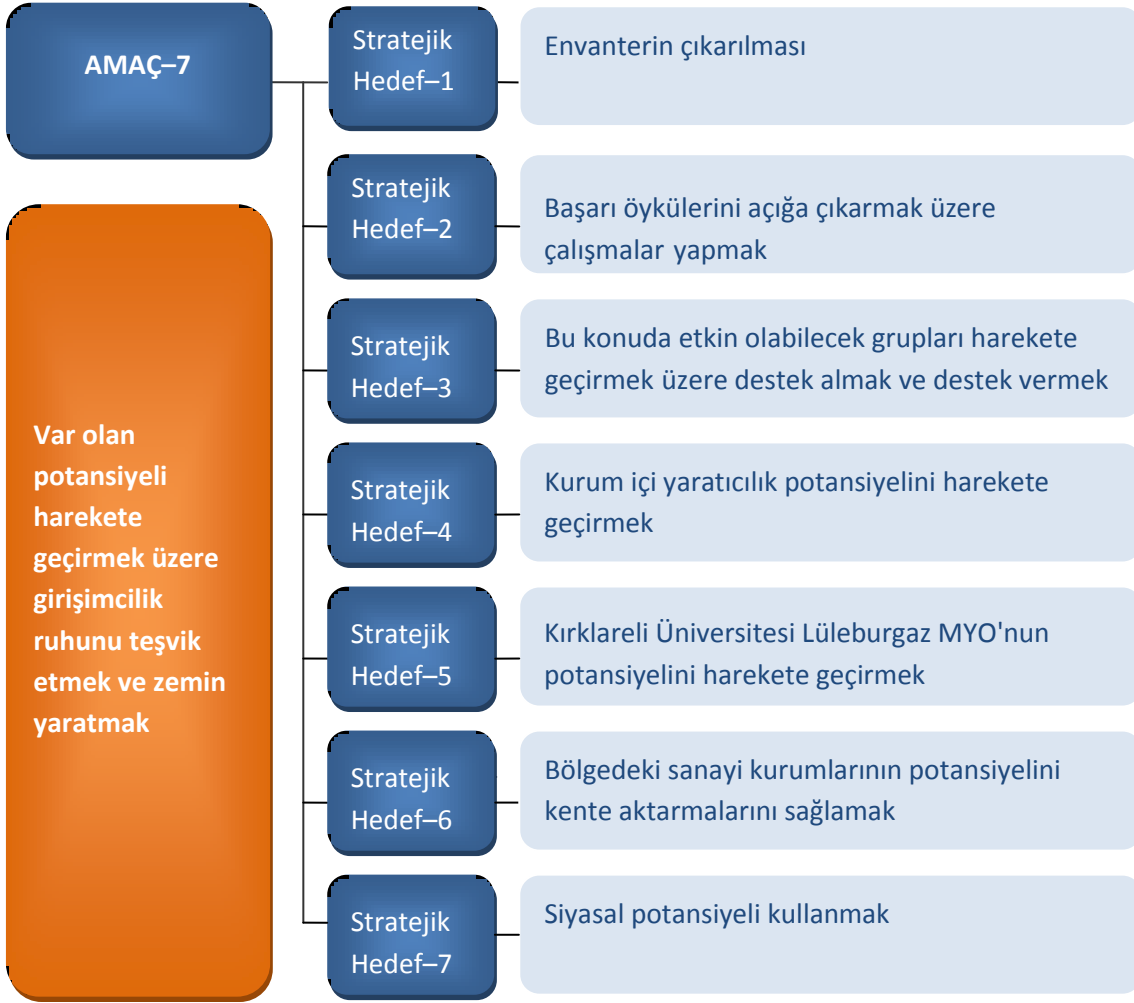 AMAÇ–7
Var olan
potansiyeli
harekete
geçirmek üzere
girişimcilik
ruhunu teşvik
etmek ve zemin
yaratmak
Stratejik
Hedef–1
Envanterin çıkarılması
Stratejik
Hedef–2
Başarı öykülerini açığa çıkarmak üzere
çalışmalar yapmak
Stratejik
Hedef–3
Bu konuda etkin olabilecek grupları harekete
geçirmek üzere destek almak ve destek vermek
Stratejik
Hedef–4
Kurum içi yaratıcılık potansiyelini harekete
geçirmek
Stratejik
Hedef–5
Kırklareli Üniversitesi Lüleburgaz MYO'nun
potansiyelini harekete geçirmek
Stratejik
Hedef–6
Bölgedeki sanayi kurumlarının potansiyelini
kente aktarmalarını sağlamak
Stratejik
Hedef–7
Siyasal potansiyeli kullanmak